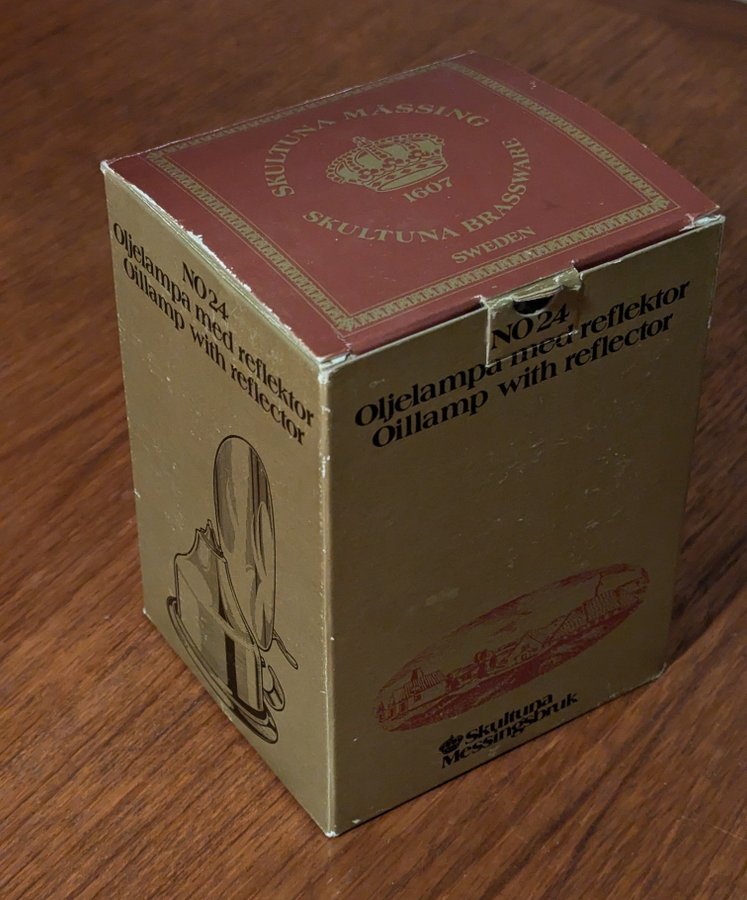 SKULTUNA MÄSSING
1607
SKULTUNA BRASSWARE
SWEDEN
NO 24
Oljelampa med reflektor
Oillamp with reflector
NO 24
Oljelampa med reflektor
Oillamp with reflector
Skultuna
Messingsbruk